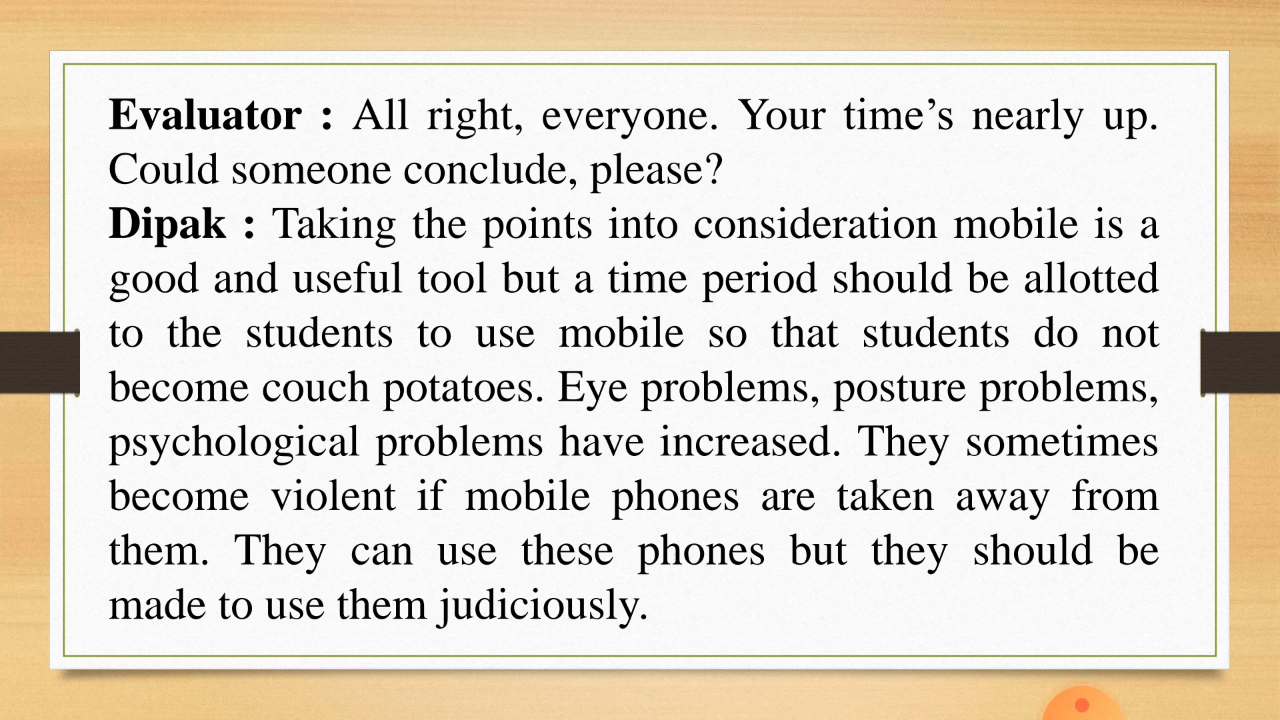 Evaluator : All right, everyone. Your time’s nearly up.
Could someone conclude, please?
Dipak : Taking the points into consideration mobile is a
good and useful tool but a time period should be allotted
to the students to use mobile so that students do not
become couch potatoes. Eye problems, posture problems,
psychological problems have increased. They sometimes
become violent if mobile phones are taken away from
them. They can use these phones but they should be
made to use them judiciously.